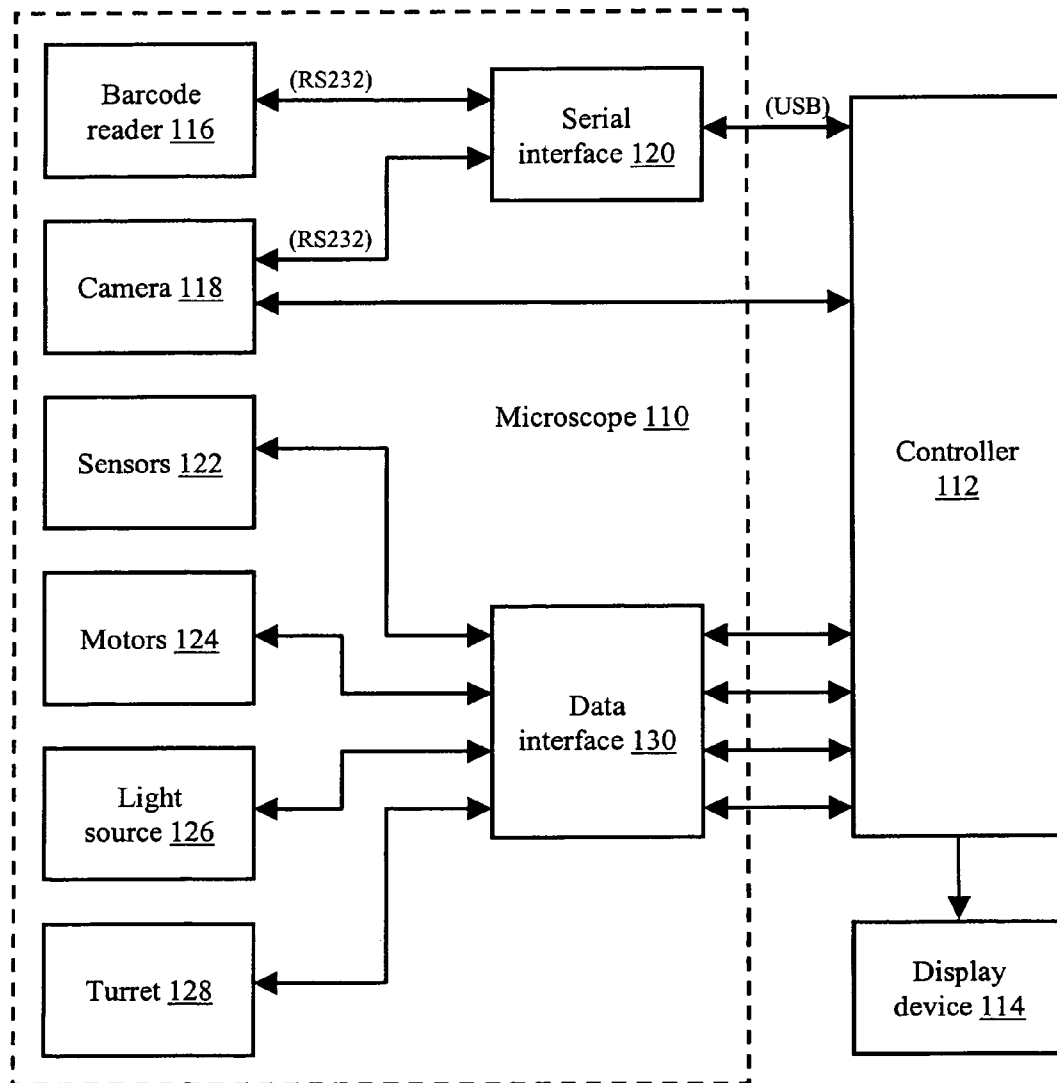 Barcode
reader 116
(RS232)
Serial
interface 120
(USB)
(RS232)
Camera 118
Microscope 110
Controller
112
Sensors 122
Motors 124
Data
interface 130
Light
source 126
Turret 128
Display
device 114